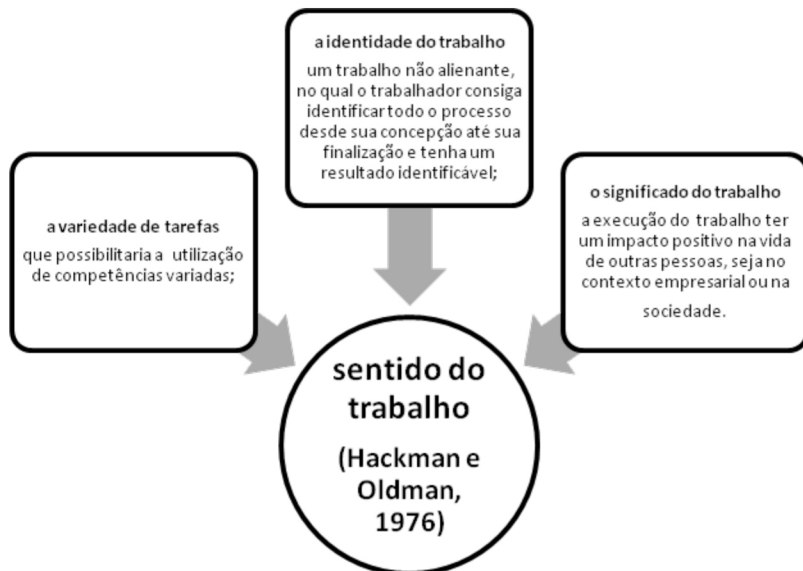 a identidade do trabalho
um trabalho não alienante,
no qual o trabalhador consiga
identificar todo o processo
desde sua concepção até sua
finalização e tenha um
resultado identificável;
a variedade de tarefas
que possibilitaria a utilização
de competências variadas;
o significado do trabalho
a execução do trabalho ter
um impacto positivo na vida
de outras pessoas, seja no
contexto empresarial ou na
sociedade.
sentido do
trabalho
(Hackman e
Oldman,
1976)